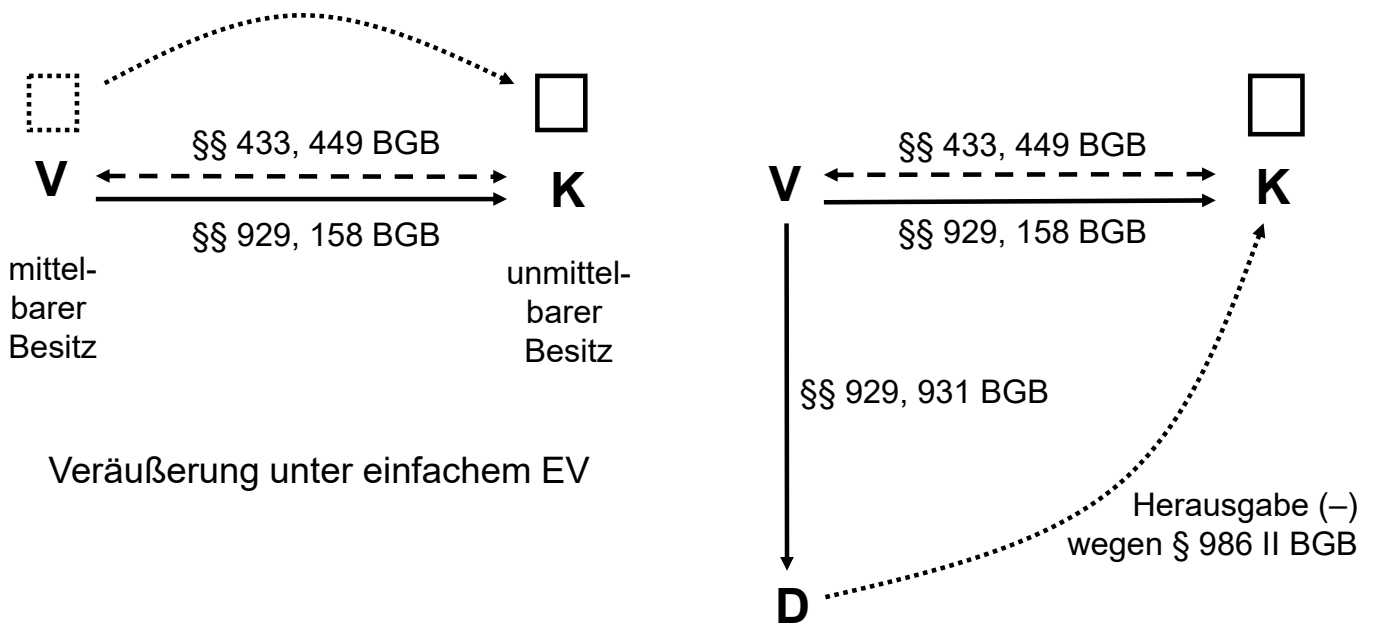 §§ 433, 449 BGB
V
K
§§ 929, 158 BGB
mittel-
barer
Besitz
unmittel-
barer
Besitz
Veräußerung unter einfachem EV
§§ 433, 449 BGB
V
K
§§ 929, 158 BGB
§§ 929, 931 BGB
Herausgabe (–)
wegen § 986 II BGB
D